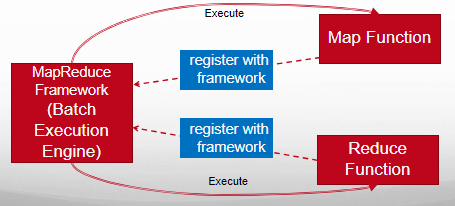 Execute
Map Function
register with
framework
MapReduce
Framework
(Batch
Execution
Engine)
register with
framework
Reduce
Function
Execute